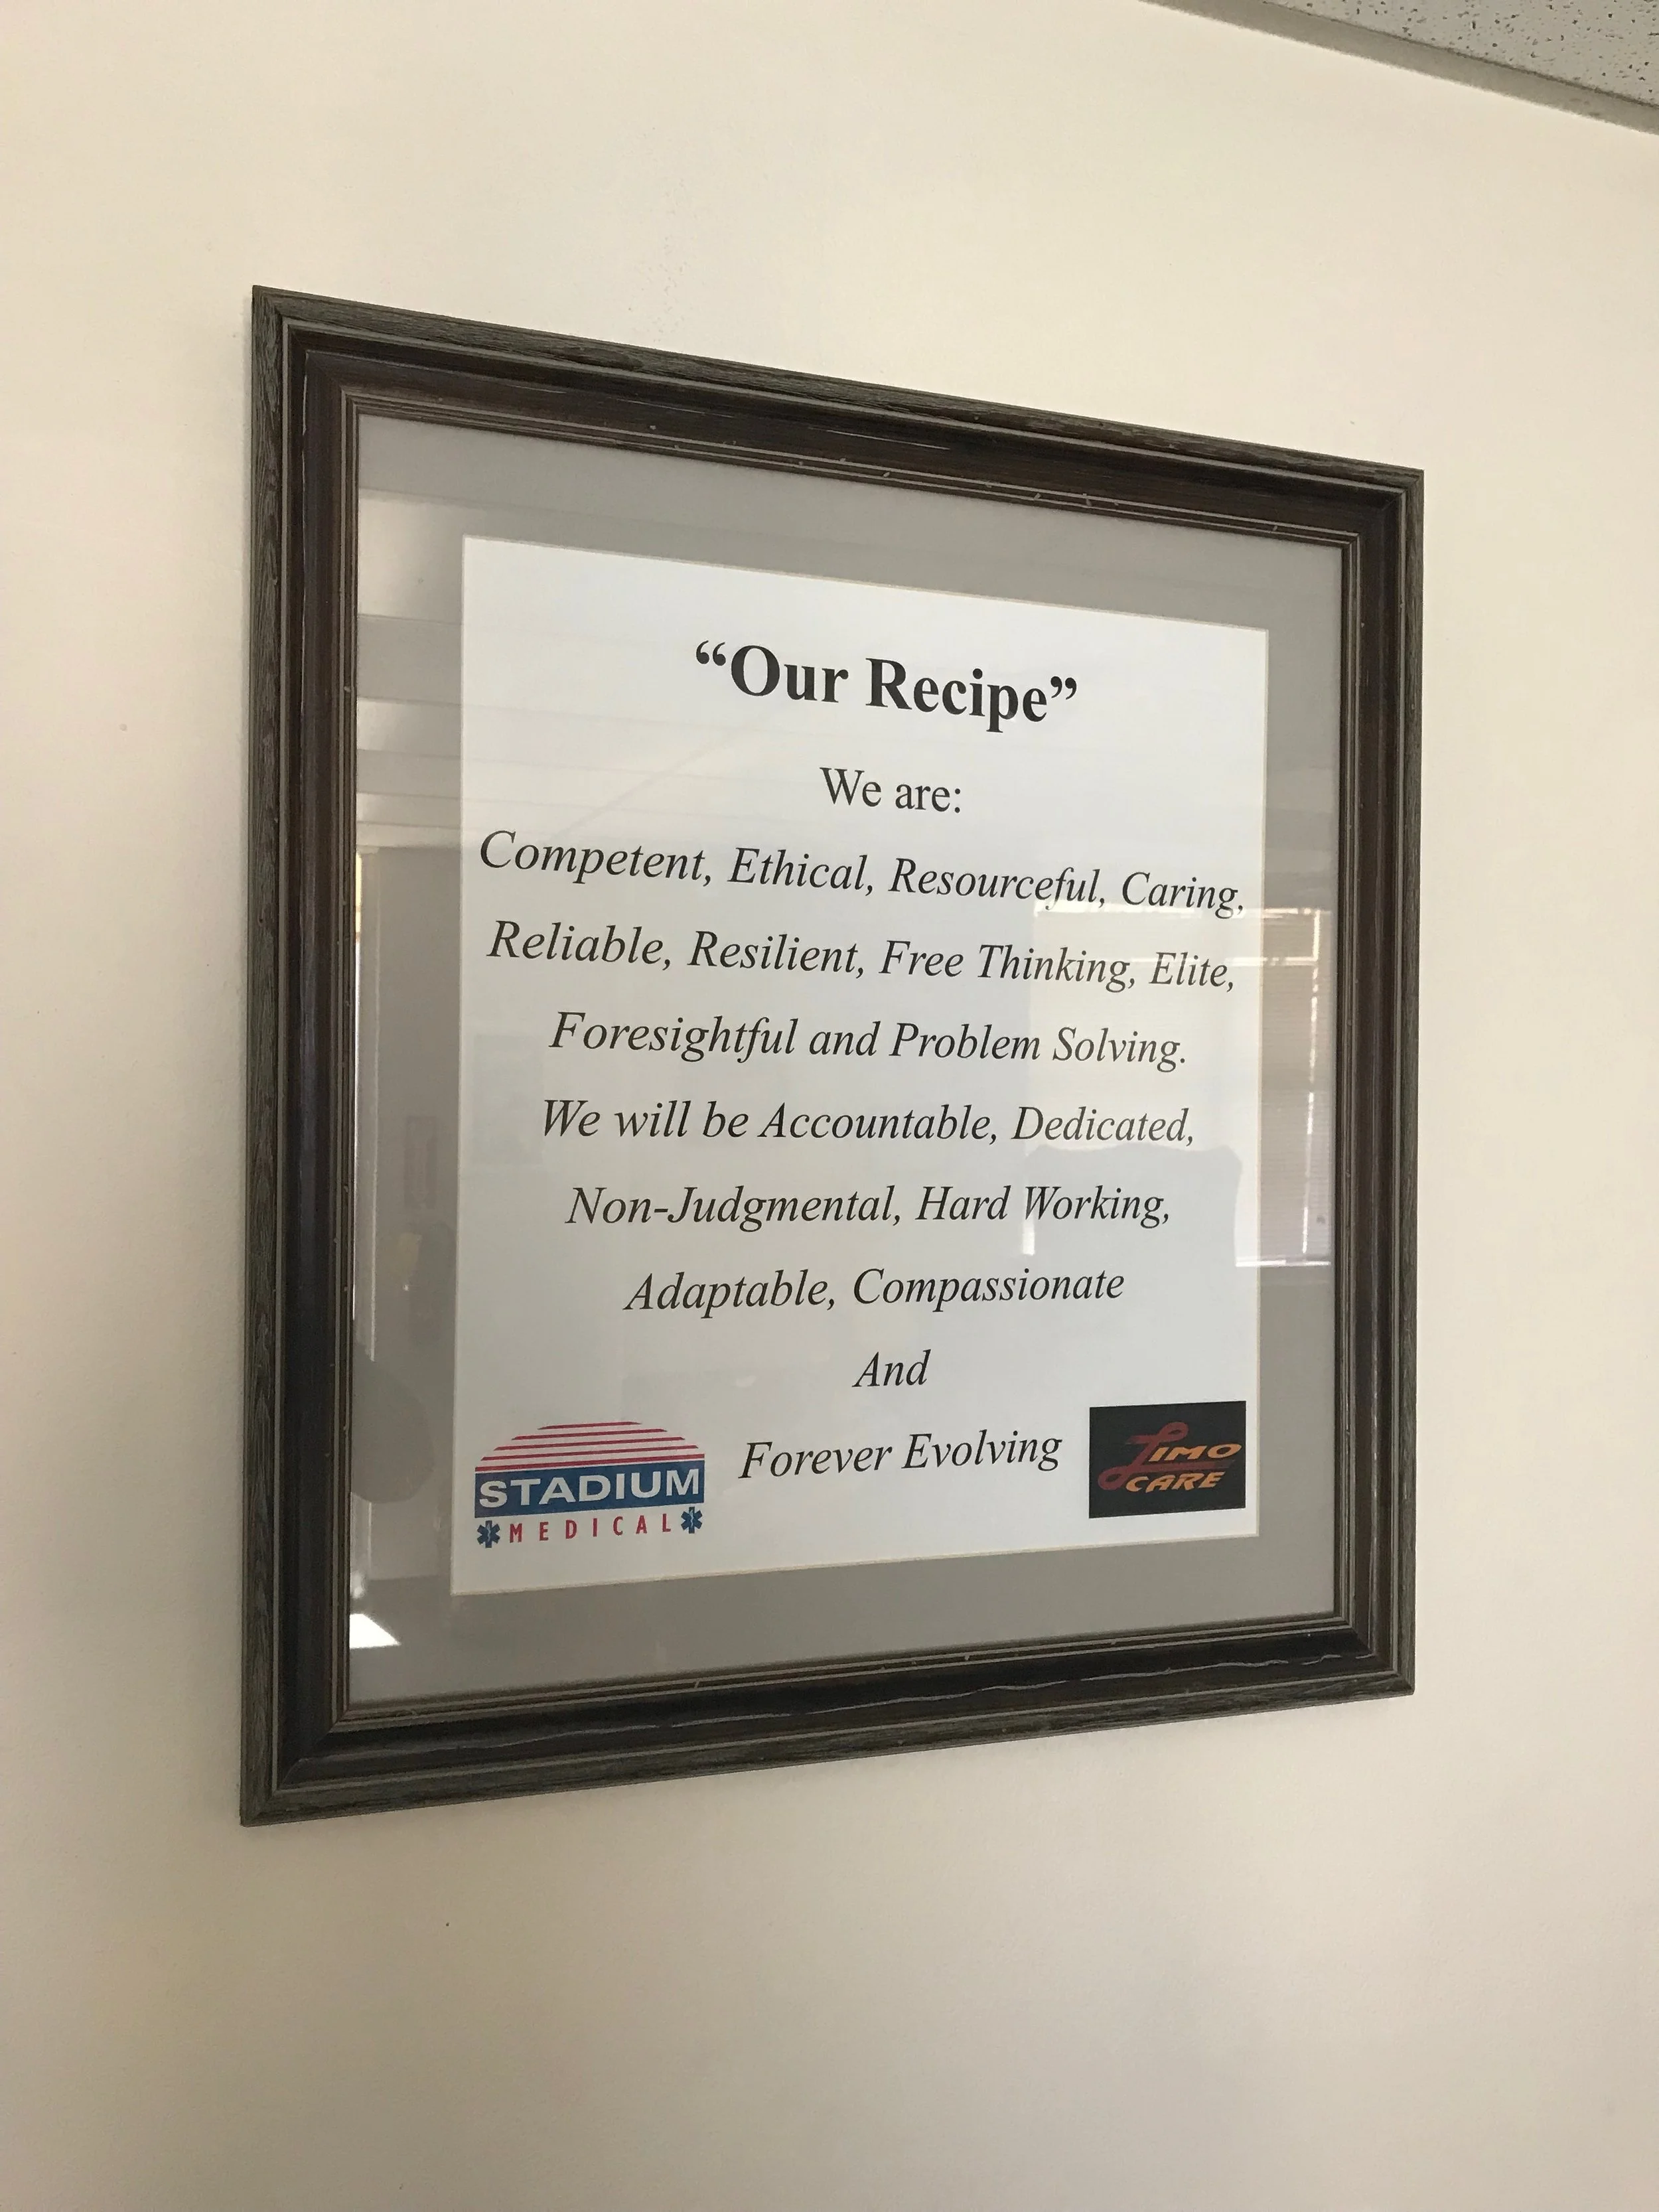 “Our Recipe”
We are:
Competent, Ethical, Resourceful, Caring,
Reliable, Resilient, Free Thinking, Elite,
Foresightful and Problem Solving.
We will be Accountable, Dedicated,
Non-Judgmental, Hard Working,
Adaptable, Compassionate
And
Forever Evolving
STADIUM
MEDICAL
LIMO
CARE